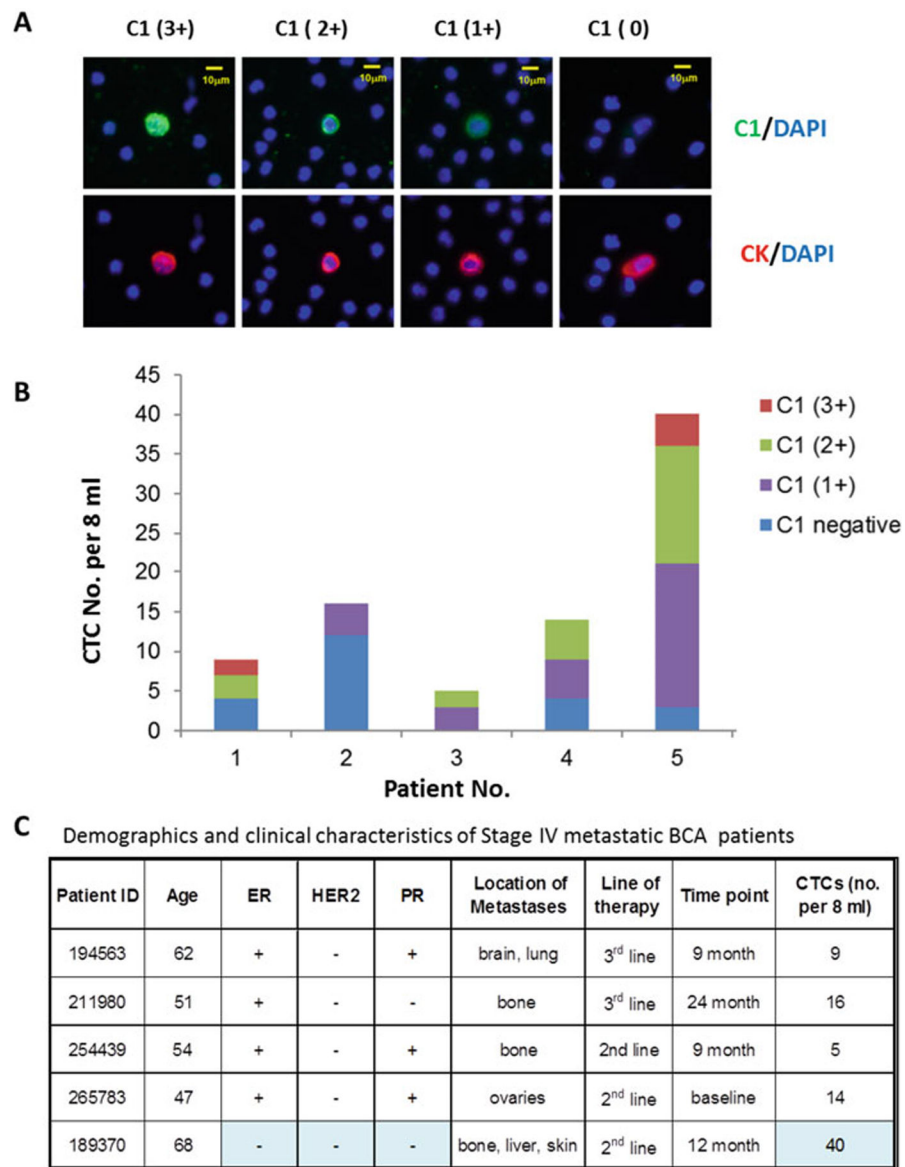 A
C1 (3+) C1 ( 2+) C1 (1+) C1 ( 0)
10μm 10μm 10μm 10μm
C1/DAPI
CK/DAPI
B
CTC No. per 8 ml
45
40
35
30
25
20
15
10
5
0
1 2 3 4 5
Patient No.
C1 (3+)
C1 (2+)
C1 (1+)
C1 negative
C Demographics and clinical characteristics of Stage IV metastatic BCA patients
Patient ID Age ER HER2 PR Location of Metastases Line of therapy Time point CTCs (no. per 8 ml)
194563 62 + - + brain, lung 3rd line 9 month 9
211980 51 + - - bone 3rd line 24 month 16
254439 54 + - + bone 2nd line 9 month 5
265783 47 + - + ovaries 2nd line baseline 14
189370 68 - - - bone, liver, skin 2nd line 12 month 40